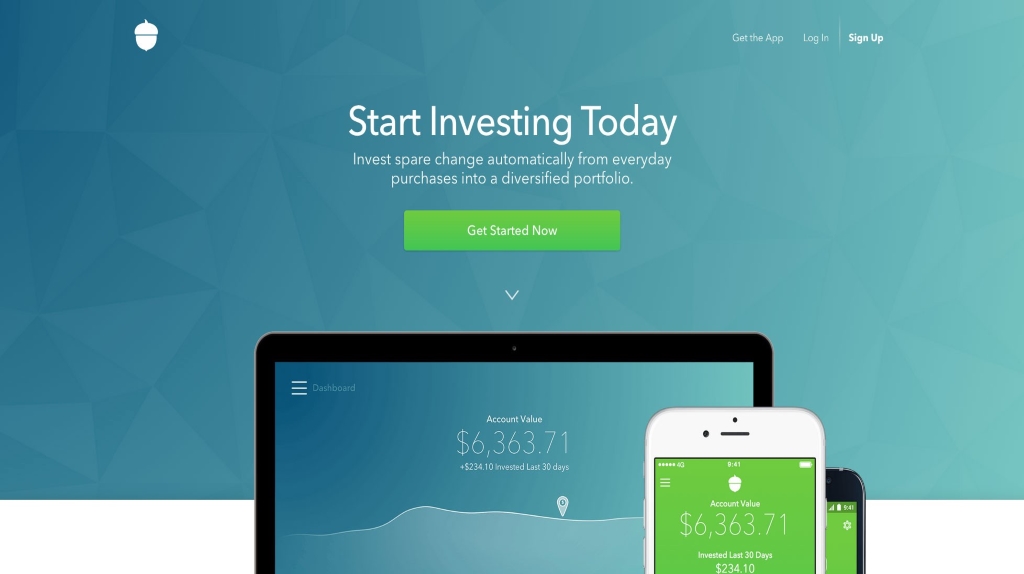 Get the App
Log In
Sign Up
Start Investing Today
Invest spare change automatically from everyday
purchases into a diversified portfolio.
Get Started Now
Dashboard
Account Value
$6,363.71
+$234.10 Invested Last 30 days
4G
9:41
Account Value
$6,363.71
Invested Last 30 Days
$234.10
9:41